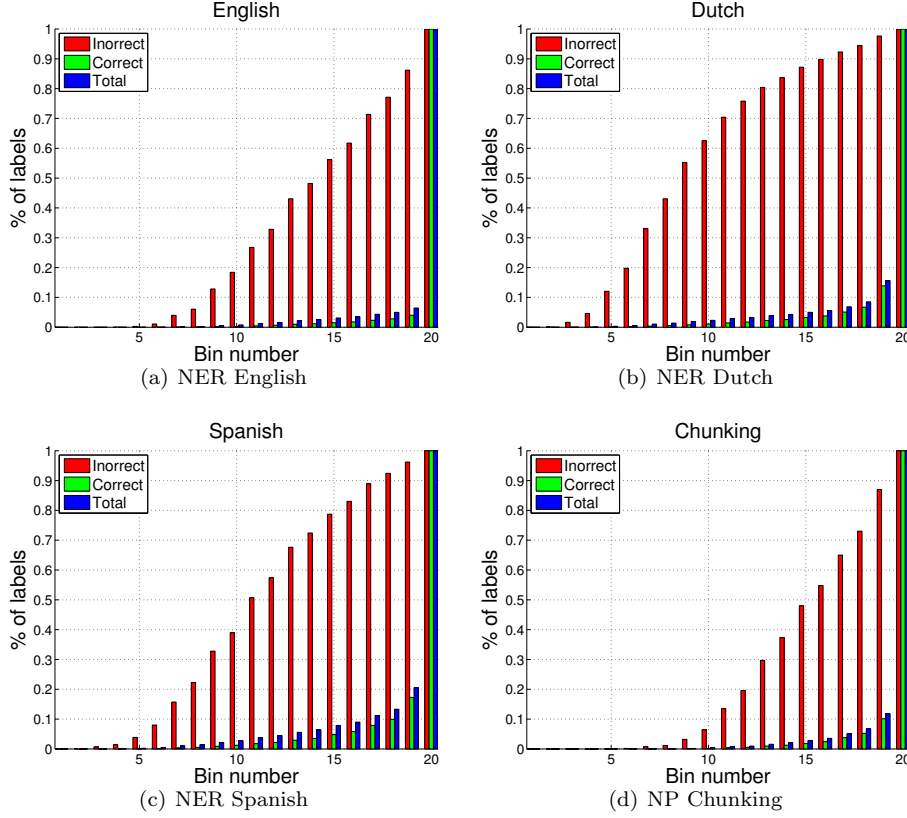 English
1
0.9
0.8
0.7
0.6
0.5
0.4
0.3
0.2
0.1
0
% of labels
Inorrect
Correct
Total
5 10 15 20
Bin number
(a) NER English
Dutch
1
0.9
0.8
0.7
0.6
0.5
0.4
0.3
0.2
0.1
0
% of labels
Inorrect
Correct
Total
5 10 15 20
Bin number
(b) NER Dutch
Spanish
1
0.9
0.8
0.7
0.6
0.5
0.4
0.3
0.2
0.1
0
% of labels
Inorrect
Correct
Total
5 10 15 20
Bin number
(c) NER Spanish
Chunking
1
0.9
0.8
0.7
0.6
0.5
0.4
0.3
0.2
0.1
0
% of labels
Inorrect
Correct
Total
5 10 15 20
Bin number
(d) NP Chunking